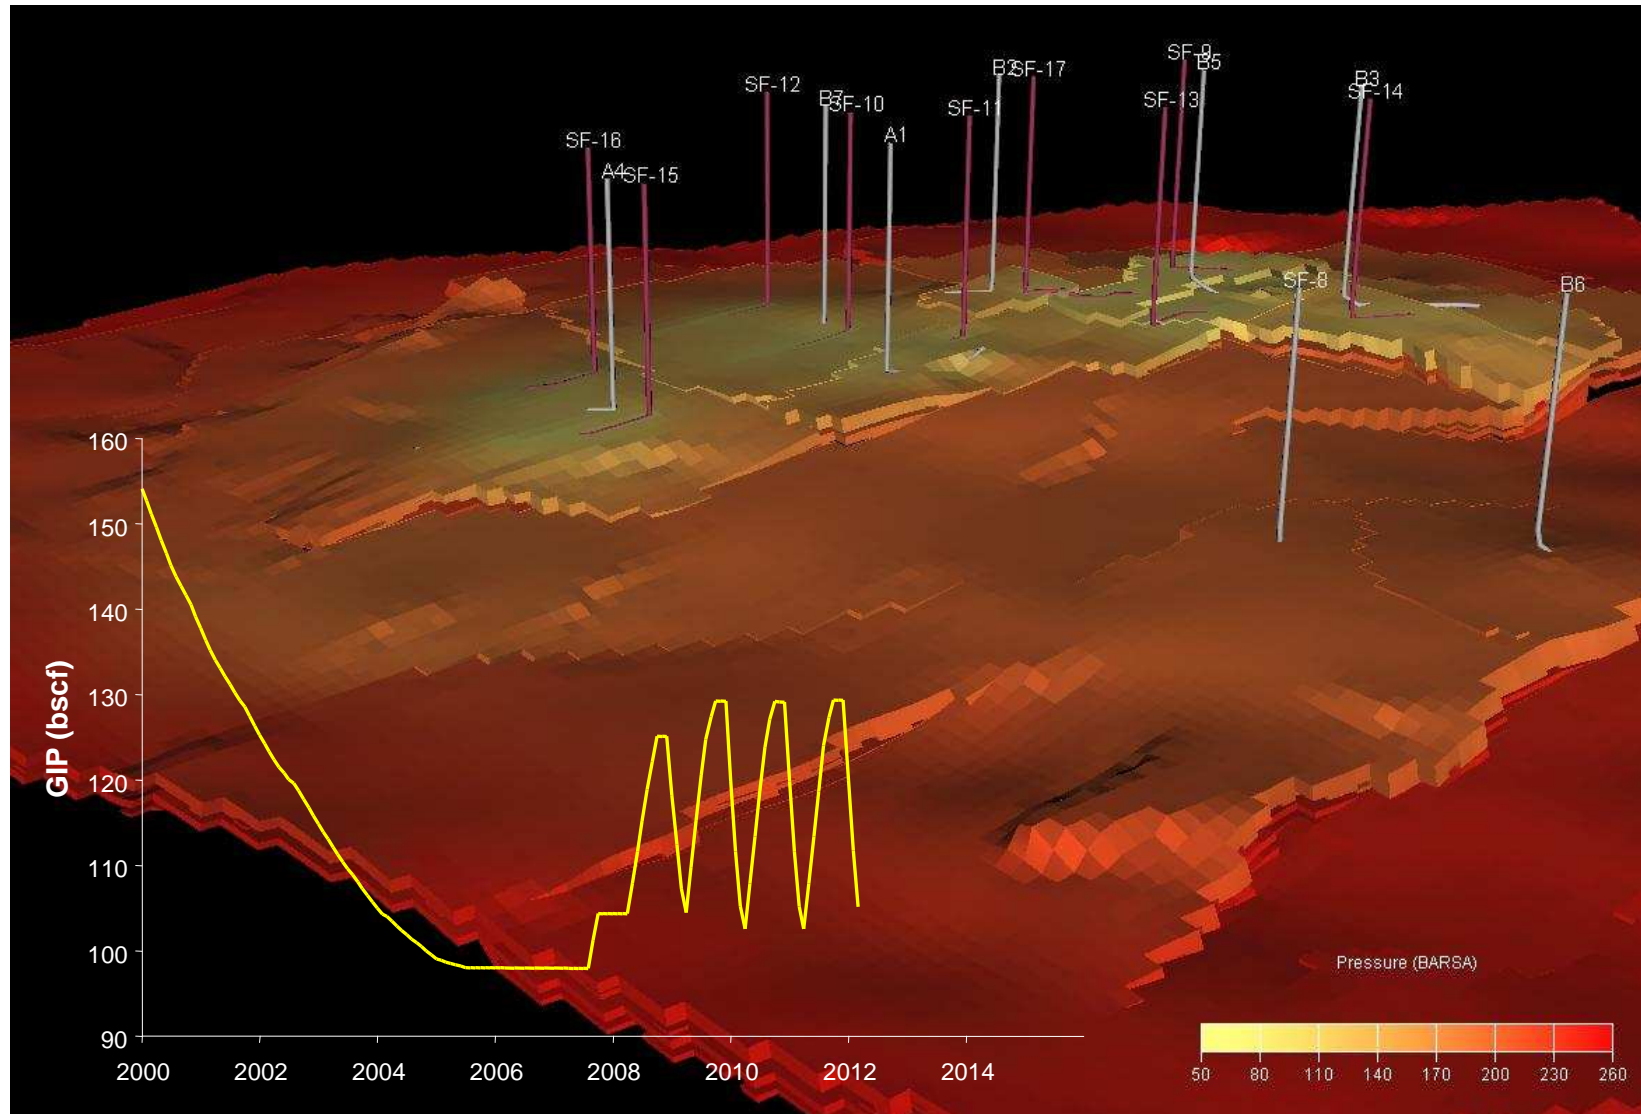 SF-9
B5
B2
SF-17
B3
SF-14
SF-12
B7
SF-10
SF-11
SF-13
A1
SF-16
A4
SF-15
SF-8
B6
160
150
140
130
120
110
100
90
GIP (bscf)
2000 2002 2004 2006 2008 2010 2012 2014
Pressure (BARSA)
50 80 110 140 170 200 230 260